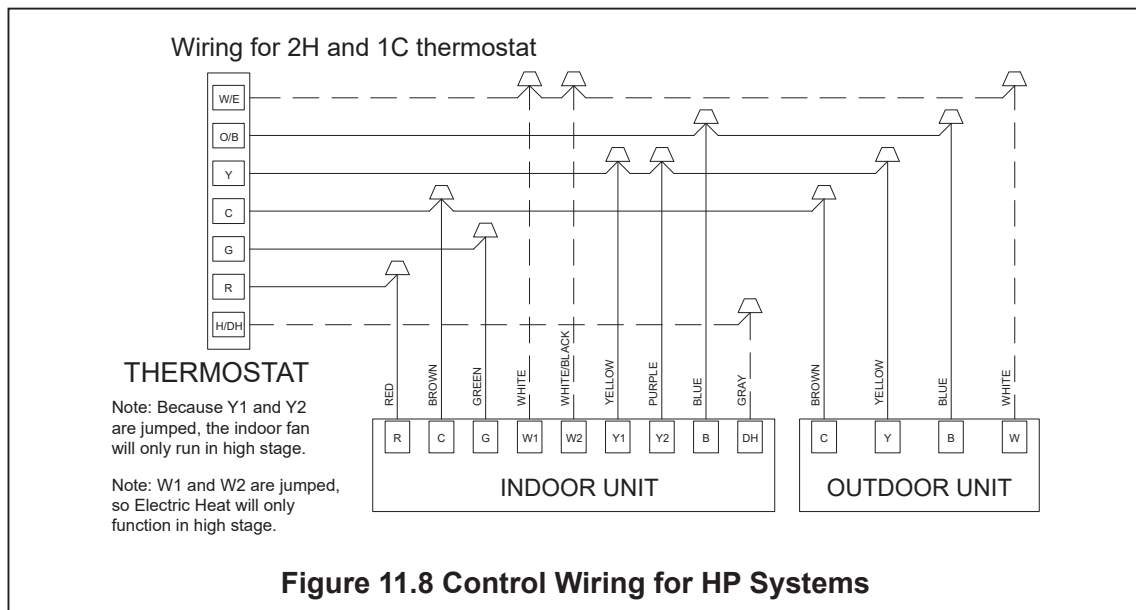 Wiring for 2H and 1C thermostat
W/E
O/B
Y
C
G
R
H/DH
THERMOSTAT
Note: Because Y1 and Y2
are jumped, the indoor fan
will only run in high stage.
Note: W1 and W2 are jumped,
so Electric Heat will only
function in high stage.
RED
BROWN
GREEN
WHITE
WHITE/BLACK
YELLOW
PURPLE
BLUE
GRAY
BROWN
YELLOW
BLUE
WHITE
R C G W1 W2 Y1 Y2 B DH
INDOOR UNIT
C Y B W
OUTDOOR UNIT
Figure 11.8 Control Wiring for HP Systems